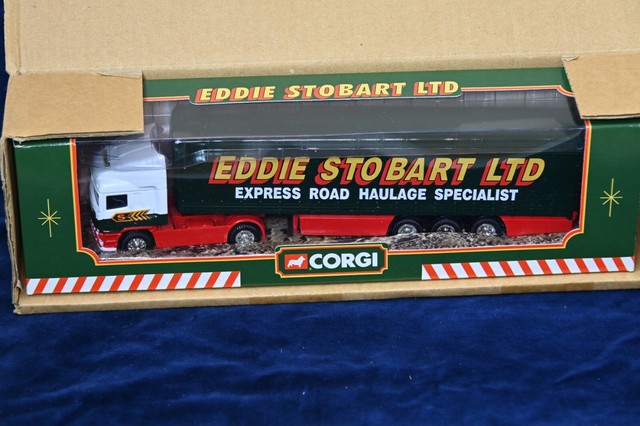 EDDIE STOBART LTD
EDDIE STOBART LTD
EXPRESS ROAD HAULAGE SPECIALIST
S
CORGI